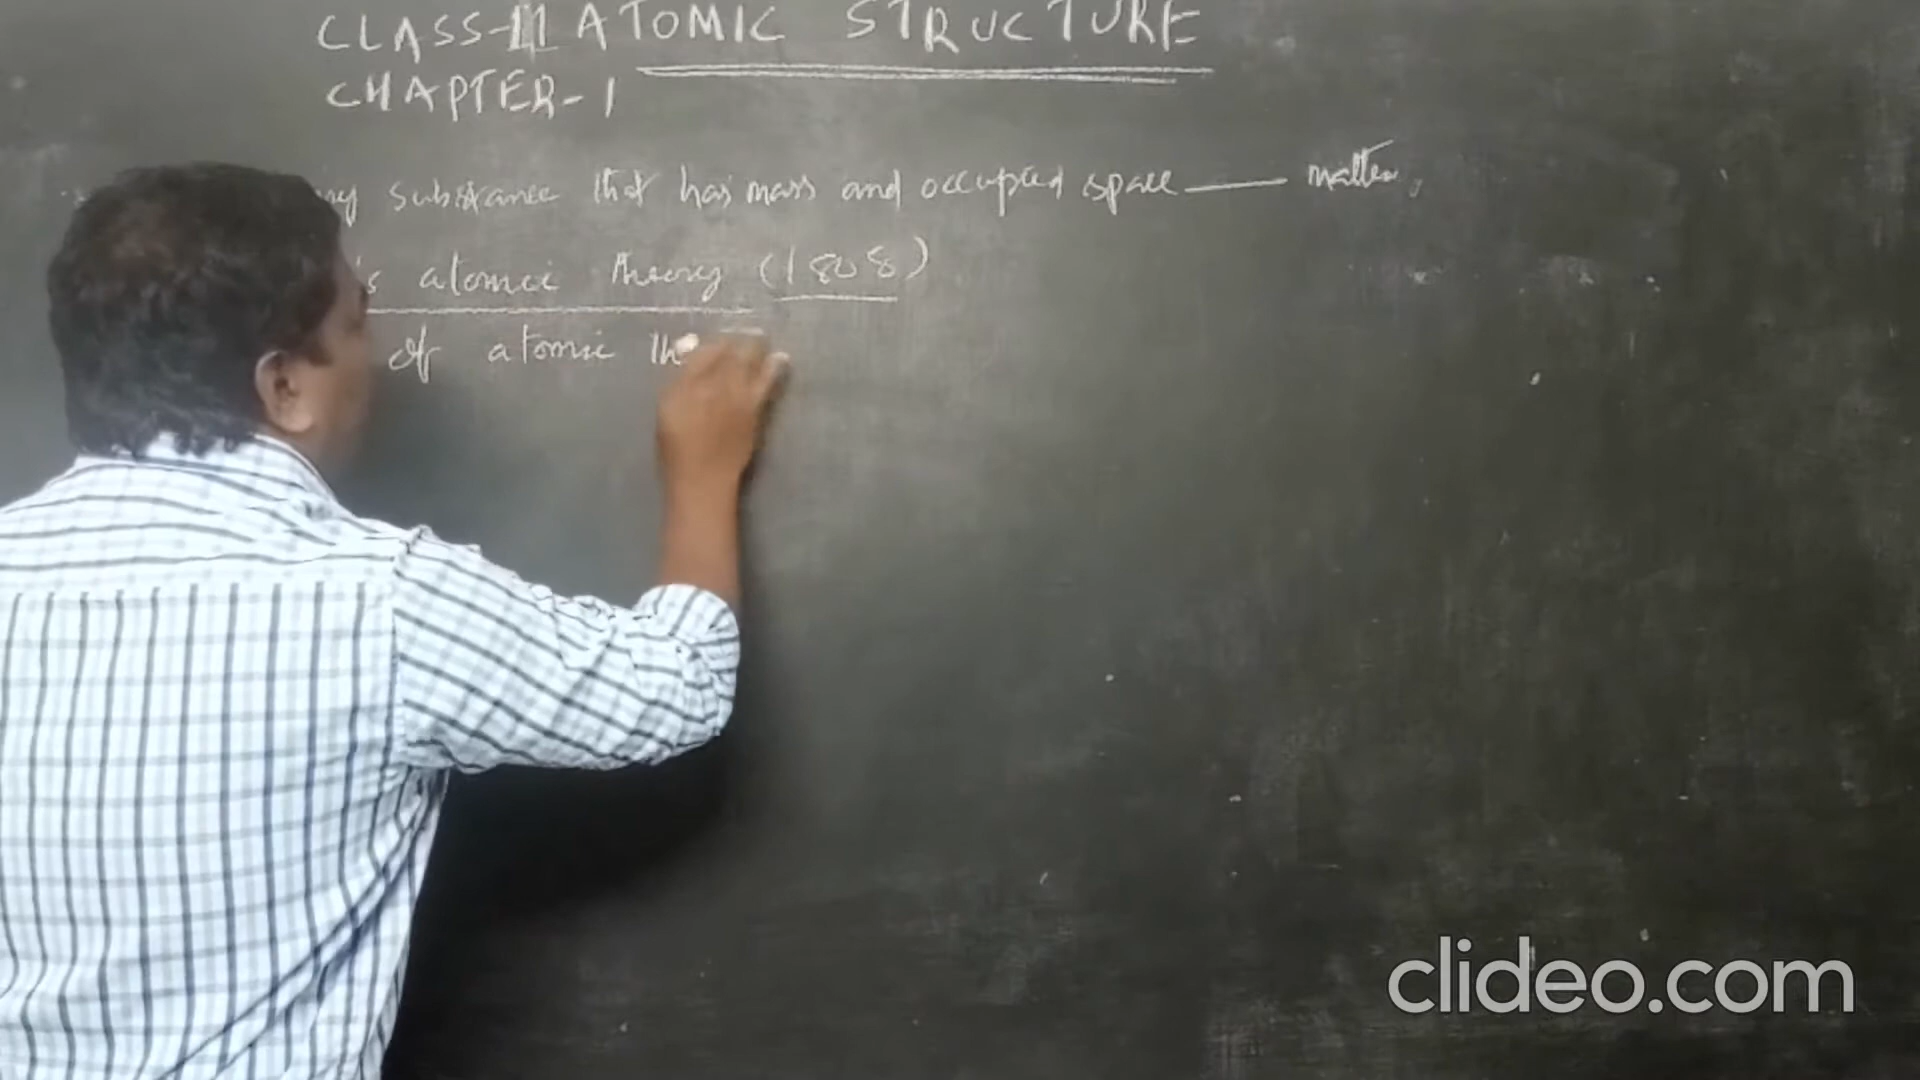 CLASS-11 ATOMIC STRUCTURE
CHAPTER-1
substance that has mass and occupied space —— matter,
's atomic theory (1808)
of atomic th
clideo.com